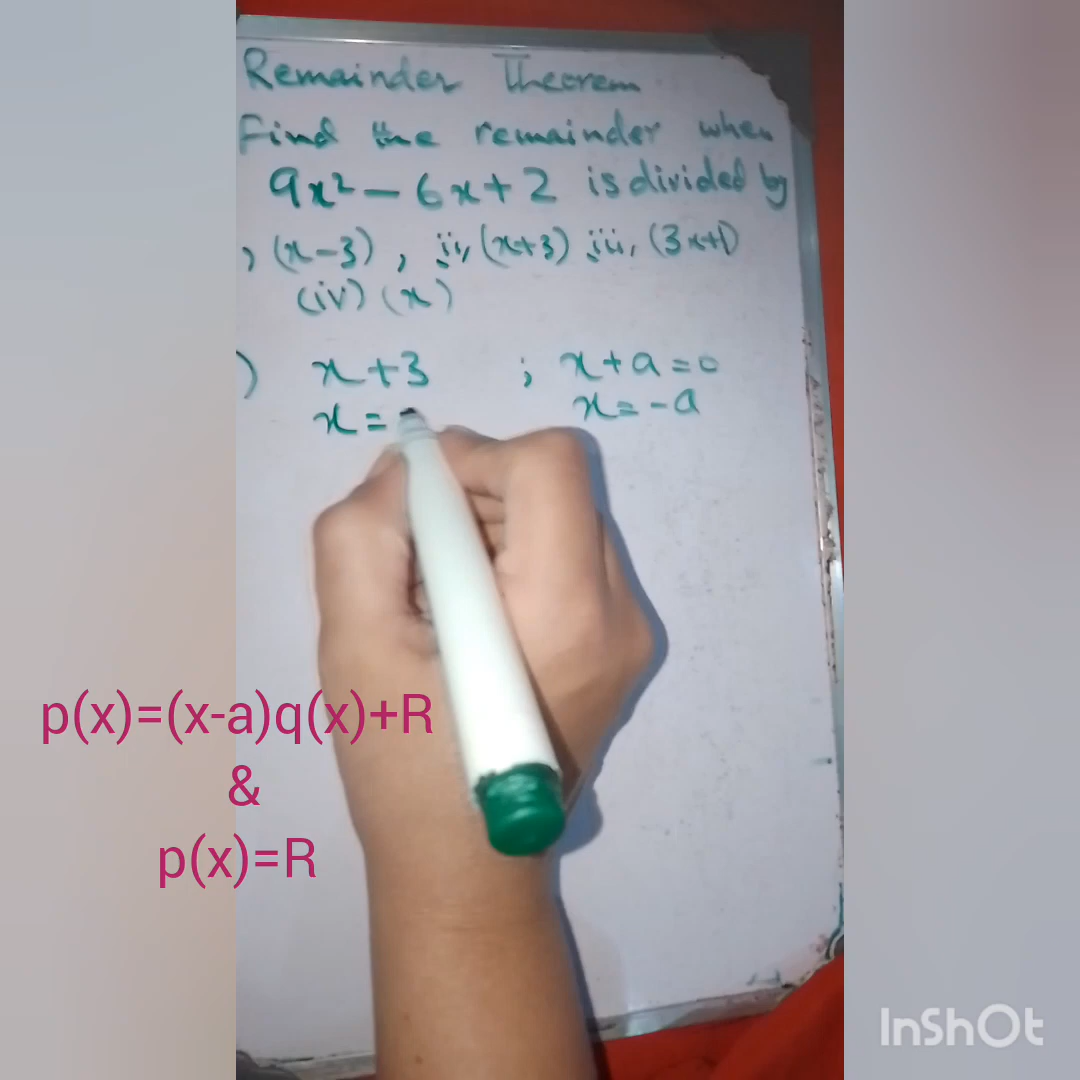 Remainder Theorem
Find the remainder when
9x² - 6x + 2 is divided by
, (x-3), ii, (x+3) iii, (3x+1)
(iv) (x)
) x+3 ; x+a=0
x= x=-a
p(x)=(x-a)q(x)+R
&
p(x)=R
InShOt